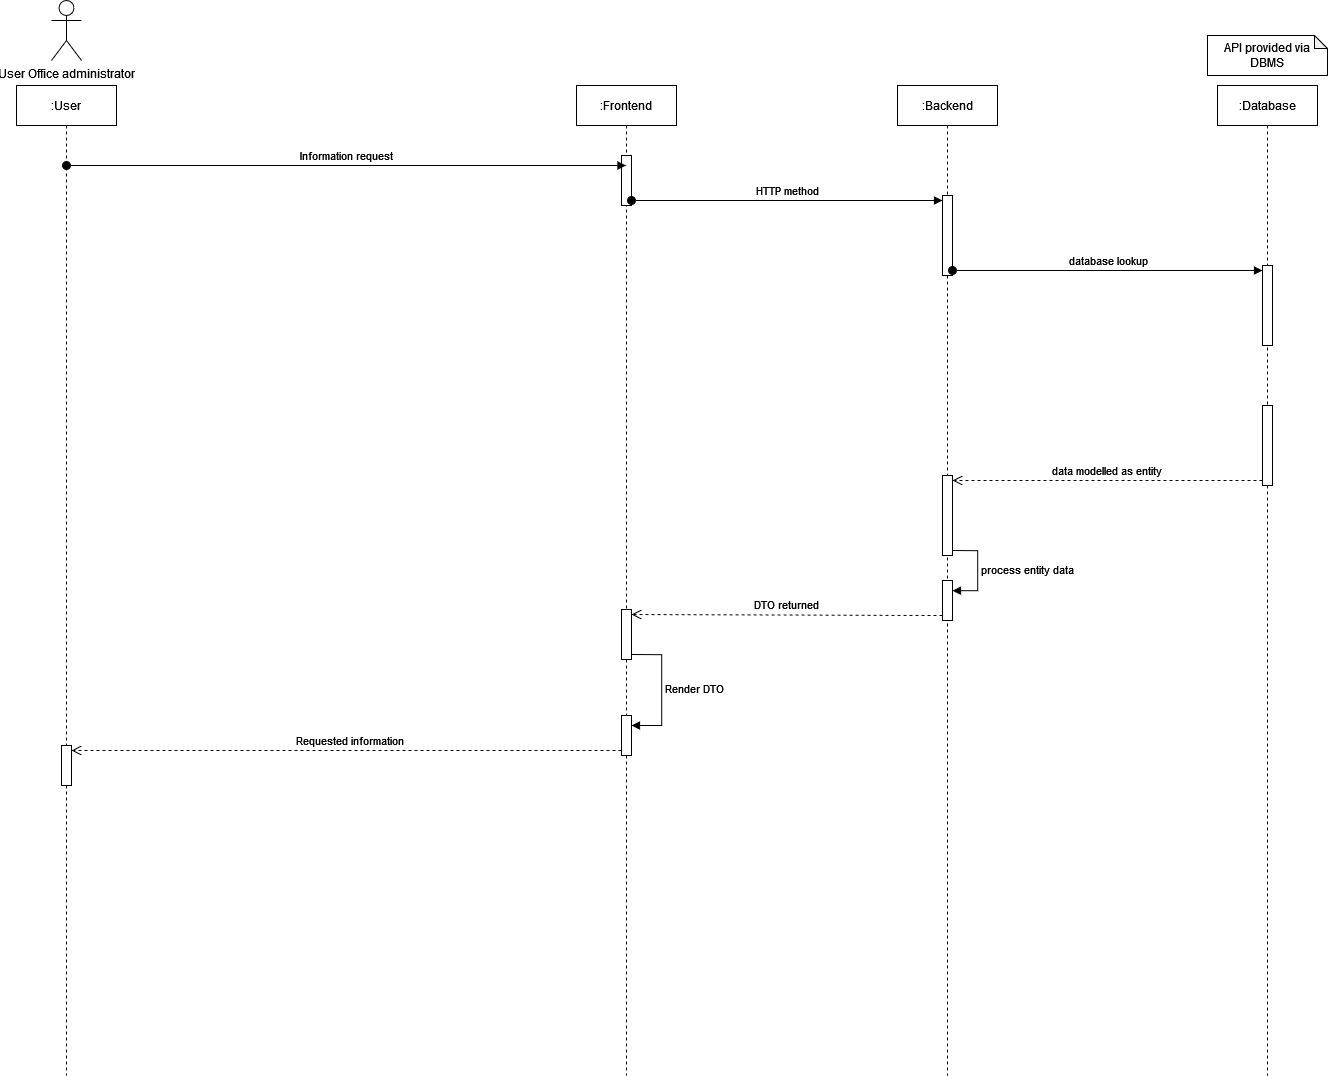 User Office administrator
API provided via
DBMS
:User
:Frontend
:Backend
:Database
Information request
HTTP method
database lookup
data modelled as entity
process entity data
DTO returned
Render DTO
Requested information